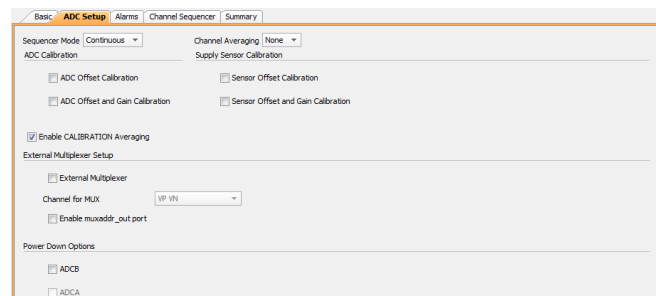 Basic ADC Setup Alarms Channel Sequencer Summary
Sequencer Mode Continuous Channel Averaging None
ADC Calibration Supply Sensor Calibration
ADC Offset Calibration Sensor Offset Calibration
ADC Offset and Gain Calibration Sensor Offset and Gain Calibration
Enable CALIBRATION Averaging
External Multiplexer Setup
External Multiplexer
Channel for MUX VP VN
Enable muxaddr_out port
Power Down Options
ADCB
ADCA